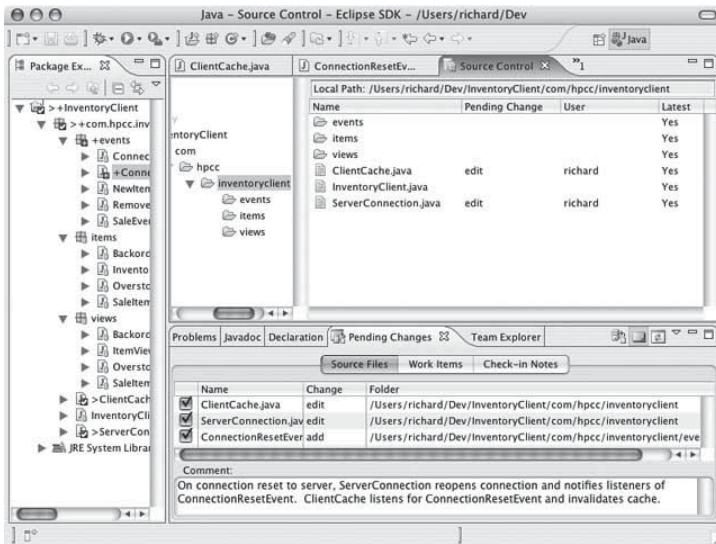 Java - Source Control - Eclipse SDK - /Users/richard/Dev
Java
Package Ex...
>+InventoryClient
>+com.hpcc.inv
+events
Connec
+Conne
NewIten
Remove
SaleEve
items
Backord
Invento
Oversto
SaleItem
views
Backord
ItemView
Oversto
SaleItem
>ClientCach
InventoryCli
>ServerCon
JRE System Librar
ClientCache.java
ConnectionResetEv...
Source Control
»1
entoryClient
com
hpcc
inventoryclient
events
items
views
Local Path: /Users/richard/Dev/InventoryClient/com/hpcc/inventoryclient
Name Pending Change User Latest
events Yes
items Yes
views Yes
ClientCache.java edit richard Yes
InventoryClient.java Yes
ServerConnection.java edit richard Yes
Problems Javadoc Declaration Pending Changes Team Explorer
Source Files Work Items Check-in Notes
Name Change Folder
ClientCache.java edit /Users/richard/Dev/InventoryClient/com/hpcc/inventoryclient
ServerConnection.jav edit /Users/richard/Dev/InventoryClient/com/hpcc/inventoryclient
ConnectionResetEver add /Users/richard/Dev/InventoryClient/com/hpcc/inventoryclient/eve
Comment:
On connection reset to server, ServerConnection reopens connection and notifies listeners of
ConnectionResetEvent. ClientCache listens for ConnectionResetEvent and invalidates cache.